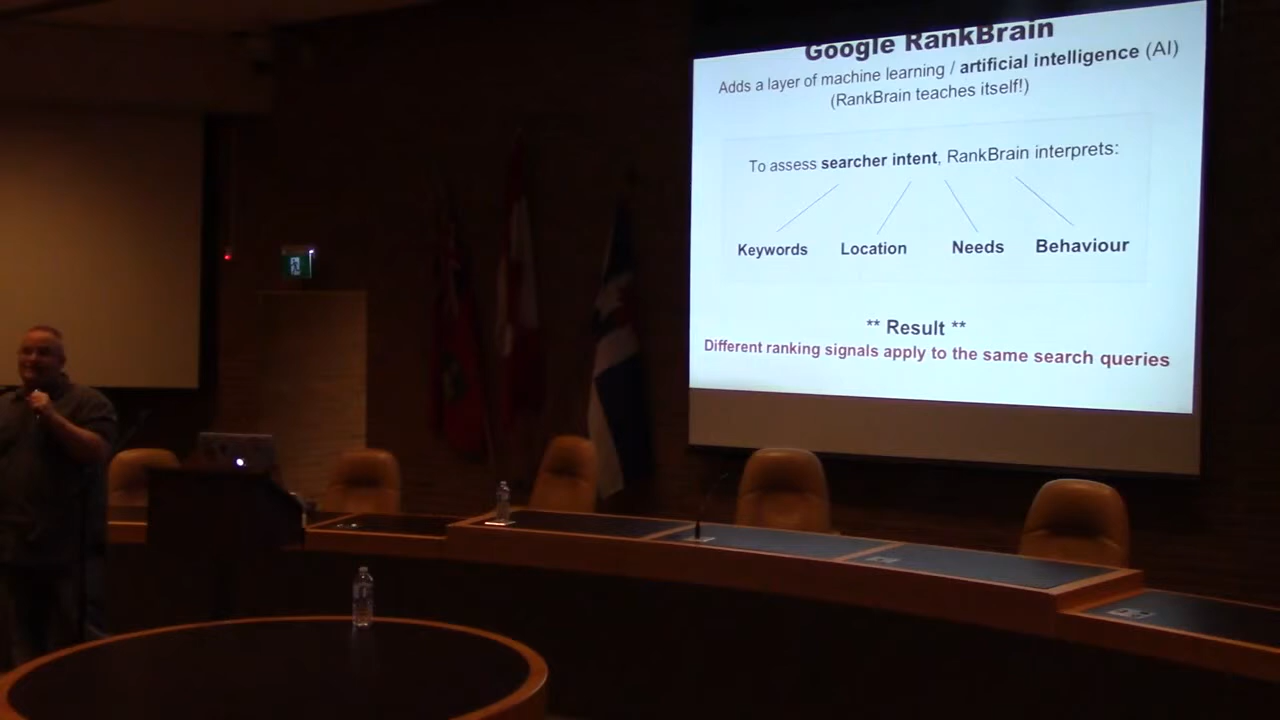 Google RankBrain
Adds a layer of machine learning / artificial intelligence (AI)
(RankBrain teaches itself!)
To assess searcher intent, RankBrain interprets:
Keywords Location Needs Behaviour
** Result **
Different ranking signals apply to the same search queries